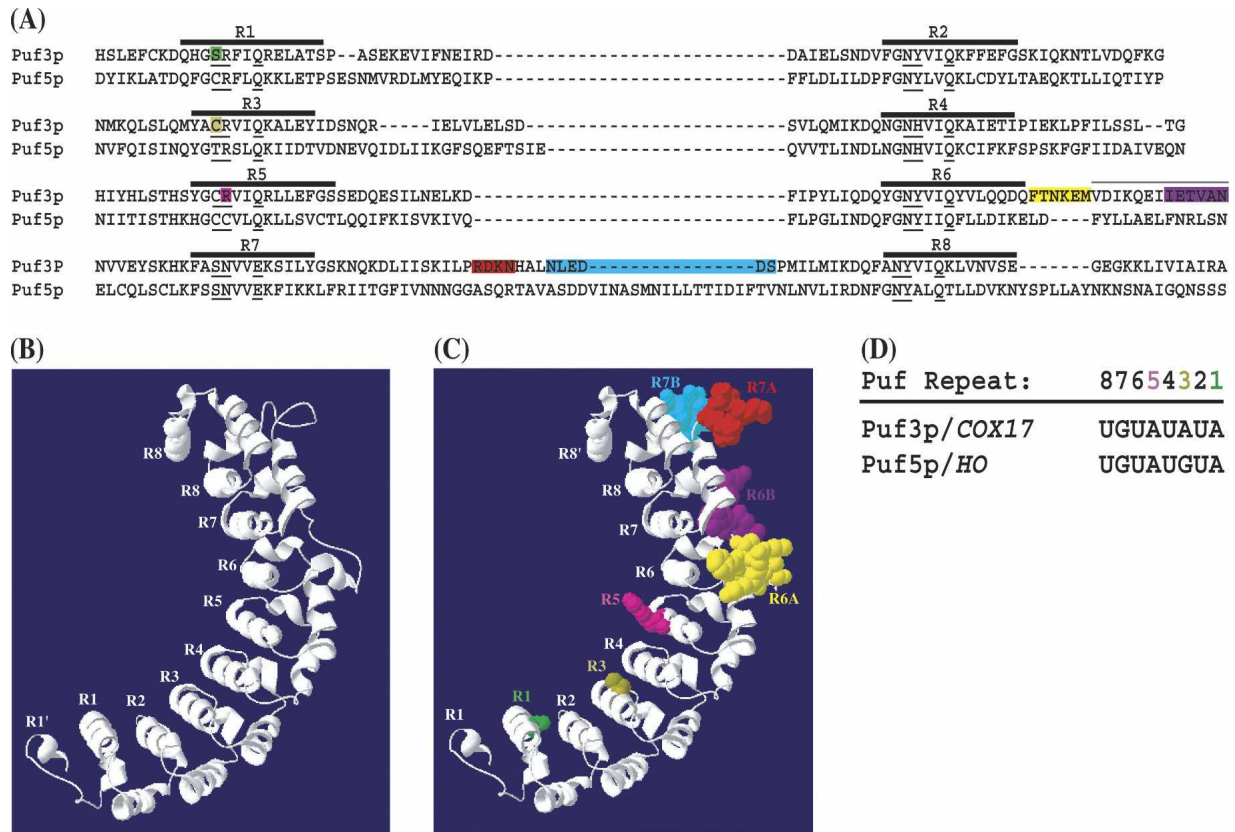 (A)
R1 R2
Puf3p HSLEFCKDQHGSRFIQRELATSP--ASEKEVIFNEIRD---------------------------DAIELSNDVFGNYVIQKFFEFGSKIQKNTLVDQFKG
Puf5p DYIKLATDQFGCRFLQKKLETPSESNMVRDLMYEQIKP---------------------------FFLDLILDPFGNYLVQKLCDYLTAEQKTLLIQTIYP
R3 R4
Puf3p NMKQLSLQMYACRVIQKALEYIDSNQR-----IELVLELSD------------------------SVLQMIKDQNGNHVIQKAIETIPIEKLPFILSSL--TG
Puf5p NVFQISINQYGTRSLQKIIDTVDNEVQIDLIIKGFSQEFTSIE----------------------QVVTLINDLNGNHVIQKCIFKFPSSKFGFIIDAIVEQN
R5 R6
Puf3p HIYHLSTHSYGCRVIQRLLEFGSSEDQESILNELKD-----------------------------FIPYLIQDQYGNYVIQYVLQQDQFTNKEMVDIKQEIIETVAN
Puf5p NIITISTHKHGCCVLQKLLSVCTLQQIFKISVKIVQ-----------------------------FLPGLINDQFGNYIIQFLLDIKELD----FYLLAELFNRLSN
R7 R8
Puf3P NVVEYSKHKFASNVVEKSILYGSKNQKDLIISKILPRDKNHALNLED------------DSPMILMIKDQFANYVIQKLVNVSE------GEGKKLIVIAIRA
Puf5p ELCQLSCLKFSSNVVEKFIKKLFRIITGFIVNNNGGASQRTAVASDDVINASMNILLTTIDIFTVNLNVLIRDNFGNYALQTLLDVKNYSPLLAYNKNSNAIGQNSSS
(B)
R8'
R8
R7
R6
R5
R4
R3
R2
R1
R1'
(C)
R7B
R7A
R8'
R8
R6B
R7
R6
R6A
R5
R4
R3
R2
R1
R1
(D)
Puf Repeat: 87654321
Puf3p/COX17 UGUAUAUA
Puf5p/HO UGUAUGUA